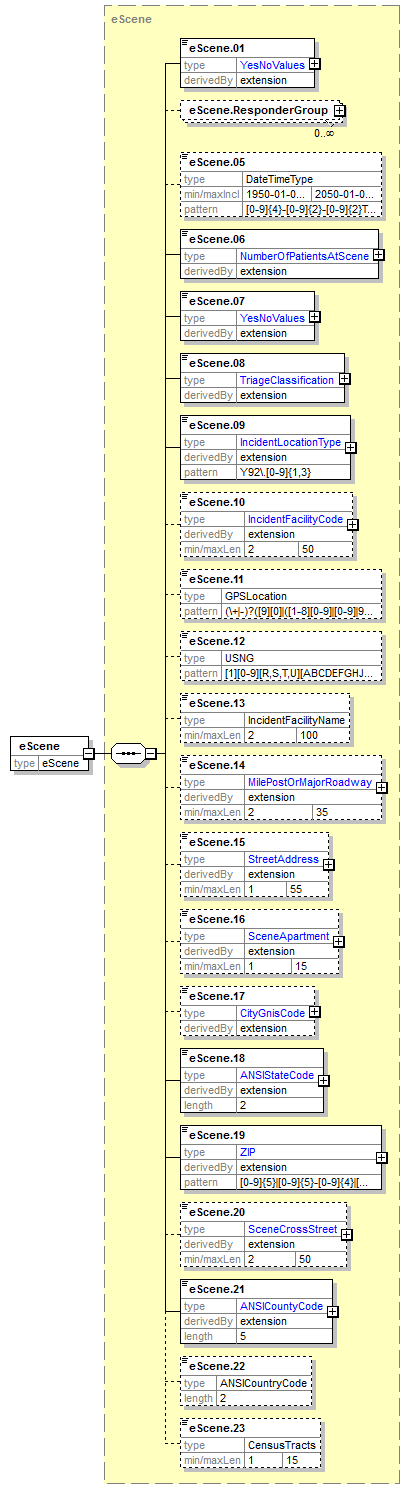 eScene
eScene.01
type YesNoValues
derivedBy extension
eScene.ResponderGroup
0..∞
eScene.05
type DateTimeType
min/maxIncl 1950-01-0... 2050-01-0...
pattern [0-9]{4}-[0-9]{2}-[0-9]{2}T...
eScene.06
type NumberOfPatientsAtScene
derivedBy extension
eScene.07
type YesNoValues
derivedBy extension
eScene.08
type TriageClassification
derivedBy extension
eScene.09
type IncidentLocationType
derivedBy extension
pattern Y92\.[0-9]{1,3}
eScene.10
type IncidentFacilityCode
derivedBy extension
min/maxLen 2 50
eScene.11
type GPSLocation
pattern (\+|-)?([9][0]|([1-8][0-9]|[0-9]|9...
eScene.12
type USNG
pattern [1][0-9][R,S,T,U][ABCDEFGHJ...
eScene.13
type IncidentFacilityName
min/maxLen 2 100
eScene
type eScene
eScene.14
type MilePostOrMajorRoadway
derivedBy extension
min/maxLen 2 35
eScene.15
type StreetAddress
derivedBy extension
min/maxLen 1 55
eScene.16
type SceneApartment
derivedBy extension
min/maxLen 1 15
eScene.17
type CityGnisCode
derivedBy extension
eScene.18
type ANSIStateCode
derivedBy extension
length 2
eScene.19
type ZIP
derivedBy extension
pattern [0-9]{5}|[0-9]{5}-[0-9]{4}|[...
eScene.20
type SceneCrossStreet
derivedBy extension
min/maxLen 2 50
eScene.21
type ANSICountyCode
derivedBy extension
length 5
eScene.22
type ANSICountryCode
length 2
eScene.23
type CensusTracts
min/maxLen 1 15